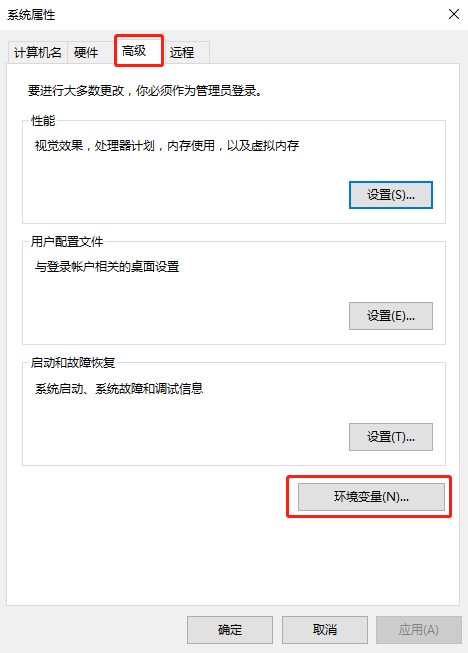 系统属性
计算机名 硬件 高级 远程
要进行大多数更改，你必须作为管理员登录。
性能
视觉效果，处理器计划，内存使用，以及虚拟内存
设置(S)...
用户配置文件
与登录帐户相关的桌面设置
设置(E)...
启动和故障恢复
系统启动、系统故障和调试信息
设置(T)...
环境变量(N)...
确定 取消 应用(A)